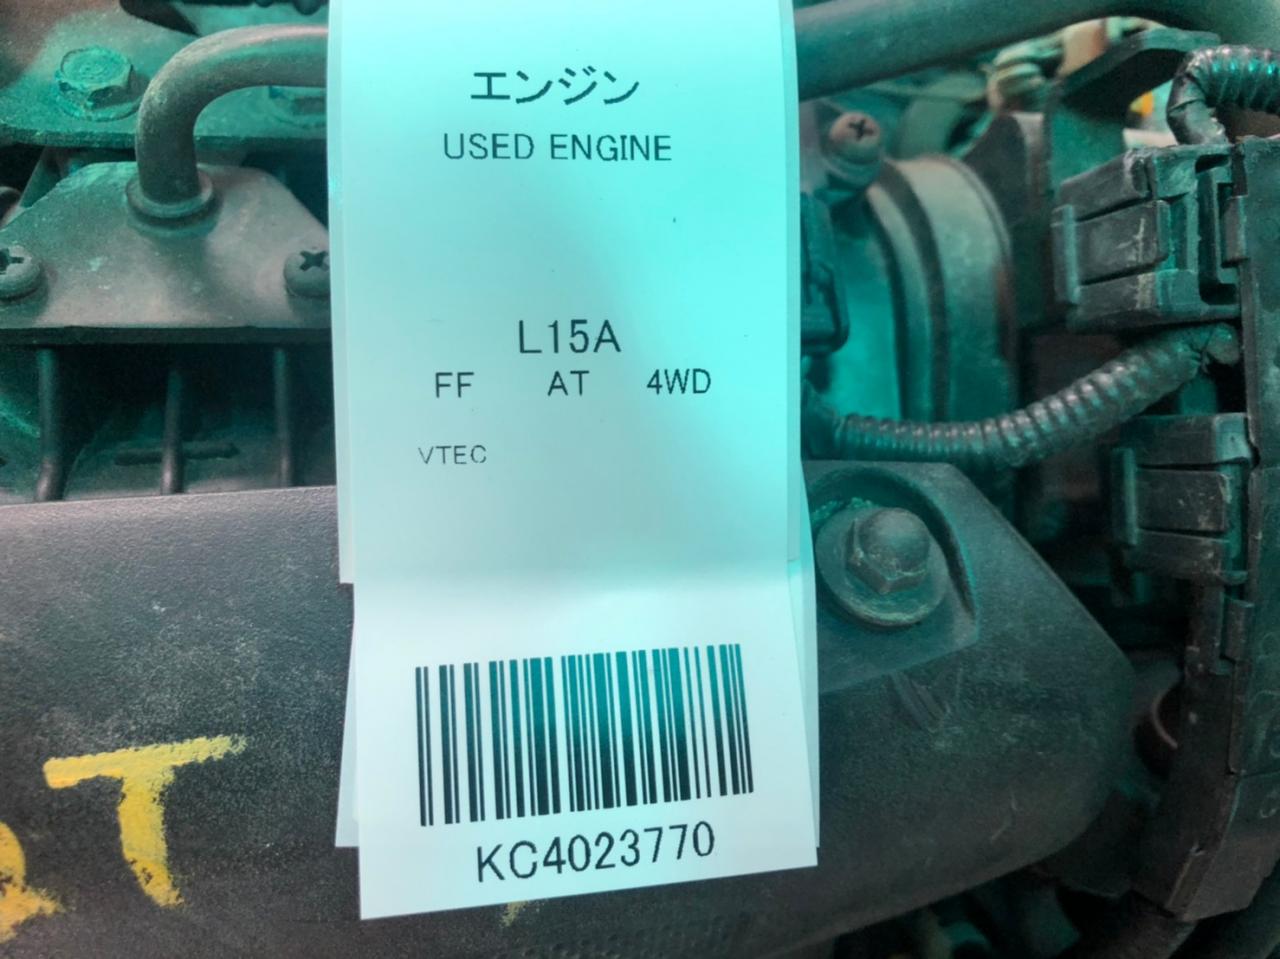 エンジン
USED ENGINE
L15A
FF AT 4WD
VTEC
KC4023770
T